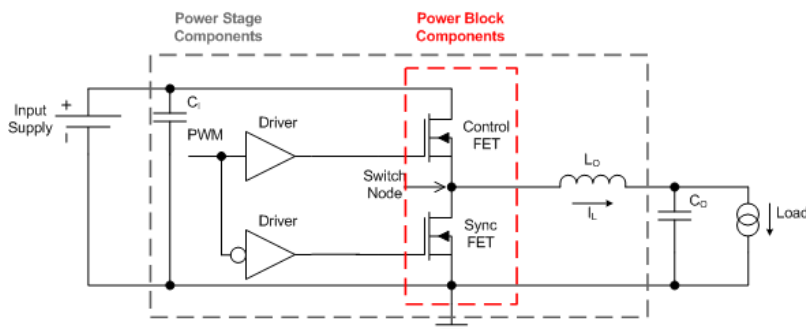 Power Stage
Components
Power Block
Components
Input
Supply
+
CI
PWM
Driver
Control
FET
Switch
Node
LO
IL
CO
Load
Driver
Sync
FET